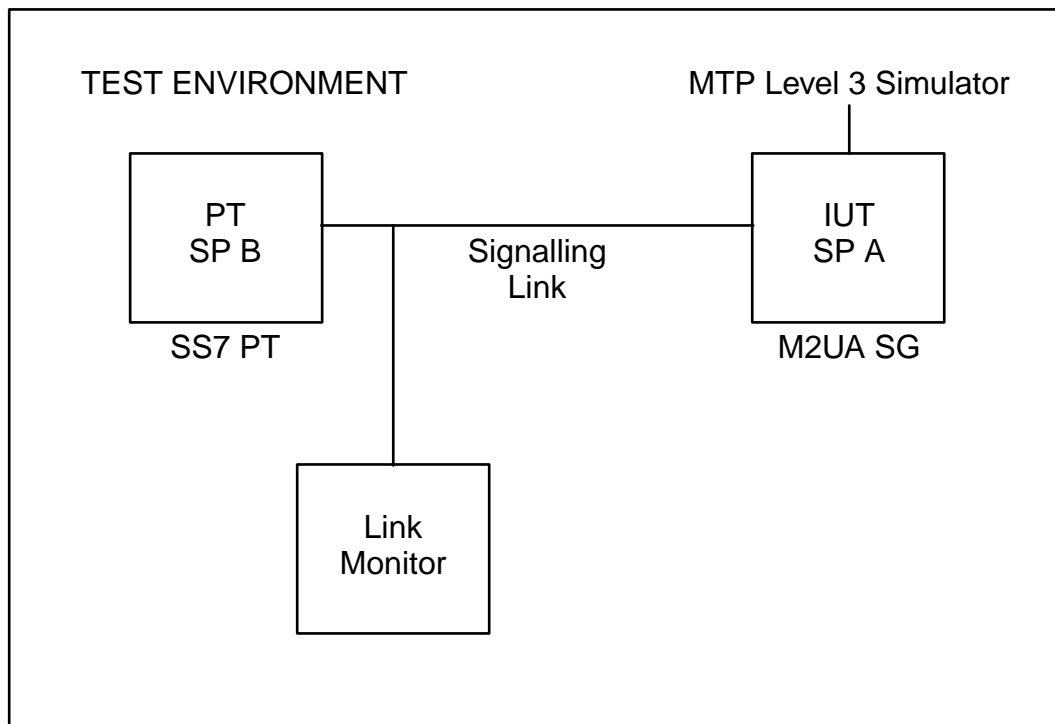 TEST ENVIRONMENT
MTP Level 3 Simulator
PT
SP B
IUT
SP A
Signalling
Link
SS7 PT
M2UA SG
Link
Monitor